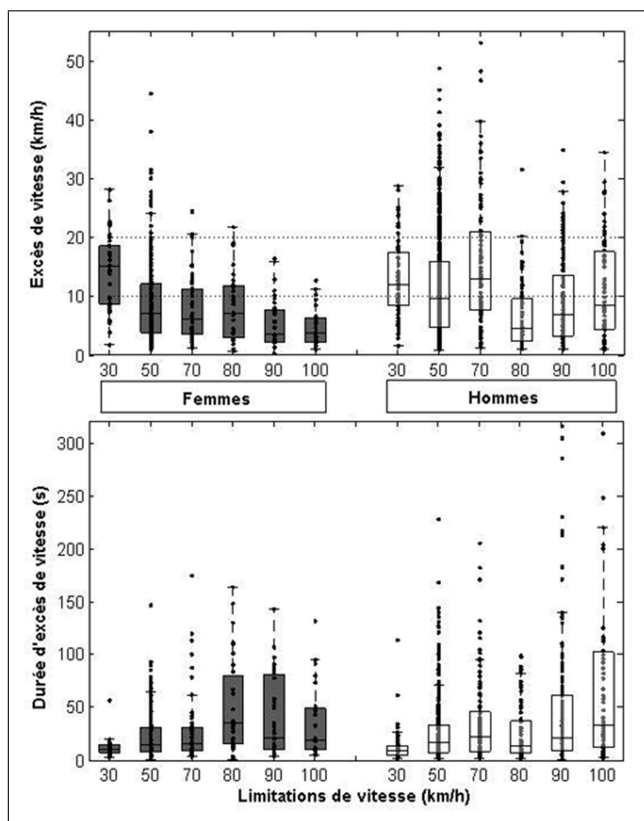 50
40
30
20
10
0
Excès de vitesse (km/h)
30 50 70 80 90 100 30 50 70 80 90 100
Femmes Hommes
300
250
200
150
100
50
0
Durée d'excès de vitesse (s)
30 50 70 80 90 100 30 50 70 80 90 100
Limitations de vitesse (km/h)